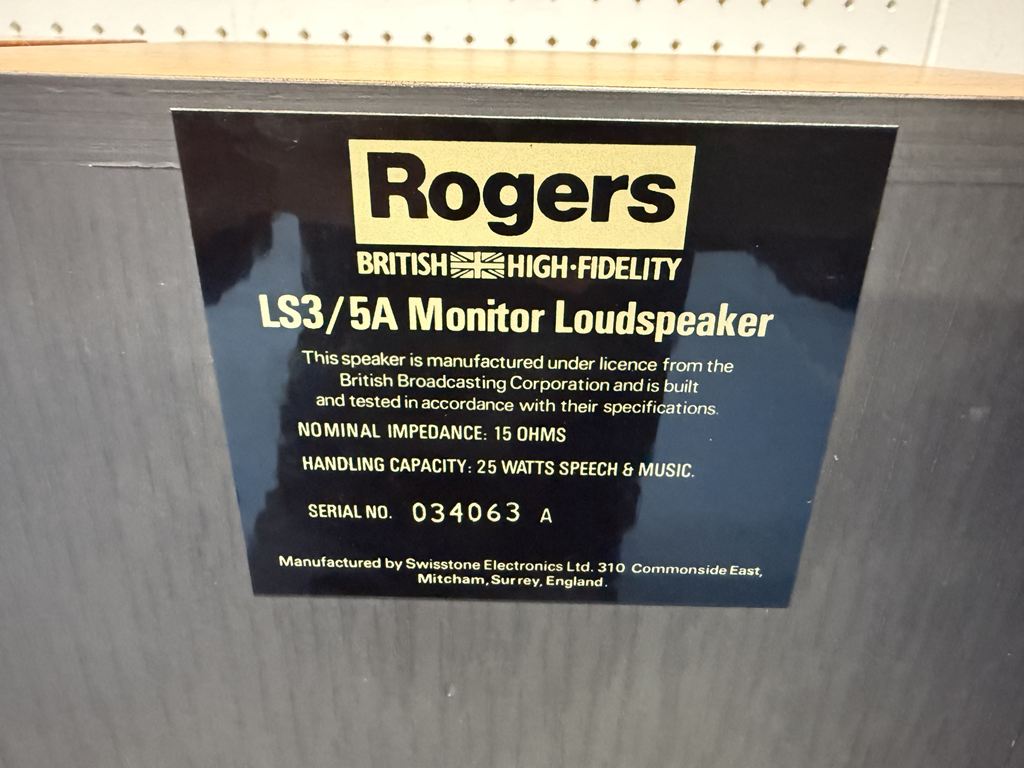 Rogers
BRITISH HIGH·FIDELITY
LS3/5A Monitor Loudspeaker
This speaker is manufactured under licence from the
British Broadcasting Corporation and is built
and tested in accordance with their specifications.
NOMINAL IMPEDANCE: 15 OHMS
HANDLING CAPACITY: 25 WATTS SPEECH & MUSIC.
SERIAL NO. 034063 A
Manufactured by Swisstone Electronics Ltd. 310 Commonside East,
Mitcham, Surrey, England.